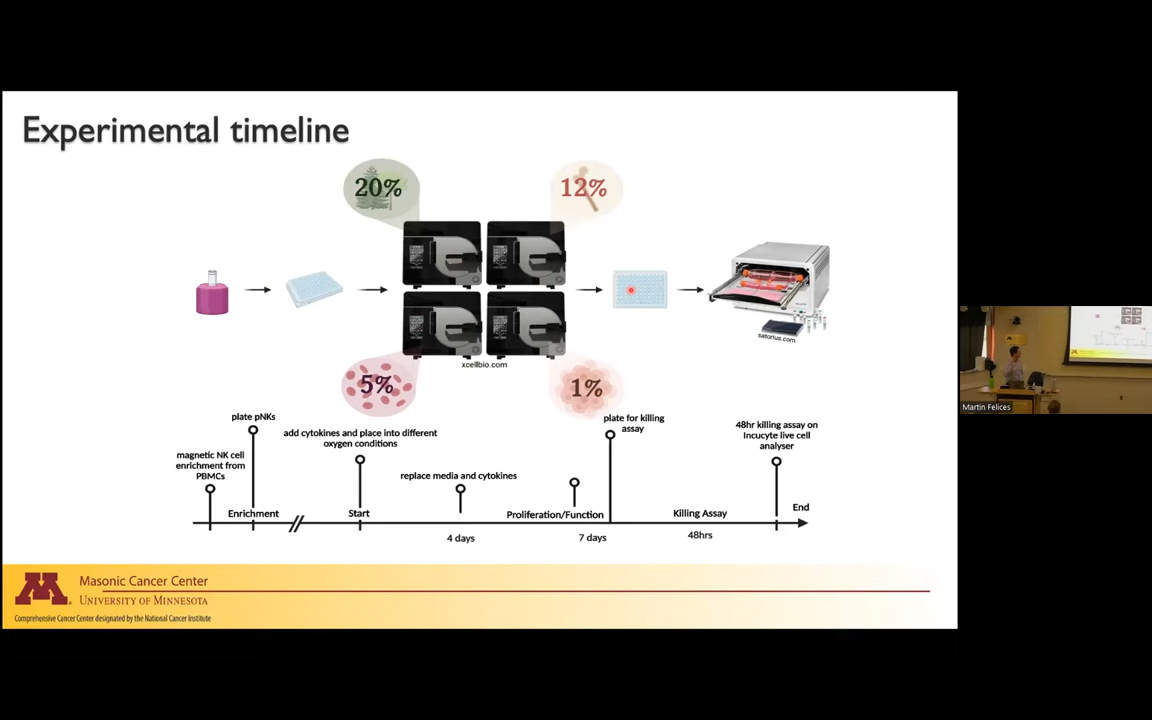 Experimental timeline
20%
12%
xcellbio.com
satorius.com
5%
1%
plate pNKs
magnetic NK cell
enrichment from
PBMCs
add cytokines and place into different
oxygen conditions
replace media and cytokines
plate for killing
assay
48hr killing assay on
Incucyte live cell
analyser
Enrichment
Start
Proliferation/Function
Killing Assay
End
4 days
7 days
48hrs
Masonic Cancer Center
UNIVERSITY OF MINNESOTA
Comprehensive Cancer Center designated by the National Cancer Institute
Martin Felices